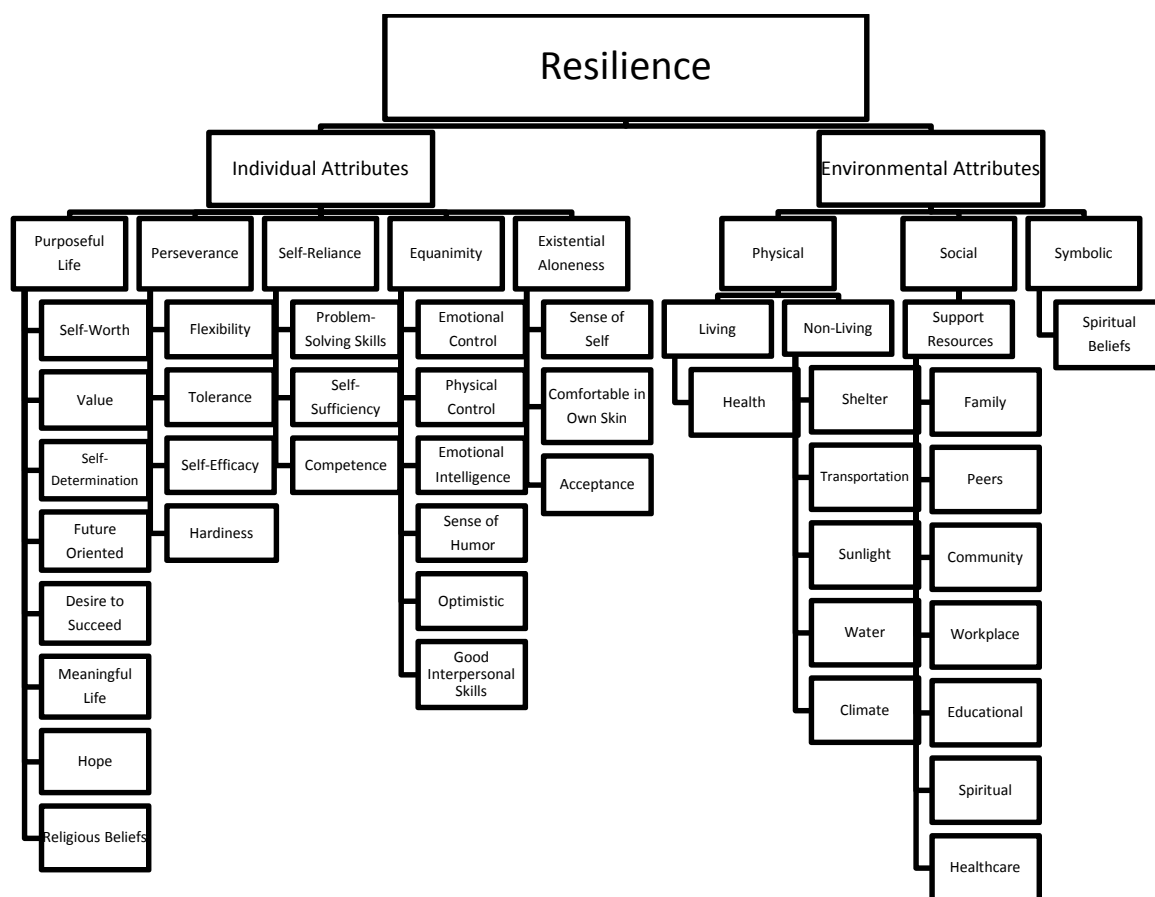 Resilience
Individual Attributes
Environmental Attributes
Purposeful
Life
Perseverance
Self-Reliance
Equanimity
Existential
Aloneness
Physical
Social
Symbolic
Self-Worth
Value
Self-
Determination
Future
Oriented
Desire to
Succeed
Meaningful
Life
Hope
Religious Beliefs
Flexibility
Tolerance
Self-Efficacy
Hardiness
Problem-
Solving Skills
Self-
Sufficiency
Competence
Emotional
Control
Physical
Control
Emotional
Intelligence
Sense of
Humor
Optimistic
Good
Interpersonal
Skills
Sense of
Self
Comfortable in
Own Skin
Acceptance
Living
Health
Non-Living
Shelter
Transportation
Sunlight
Water
Climate
Support
Resources
Family
Peers
Community
Workplace
Educational
Spiritual
Healthcare
Spiritual
Beliefs